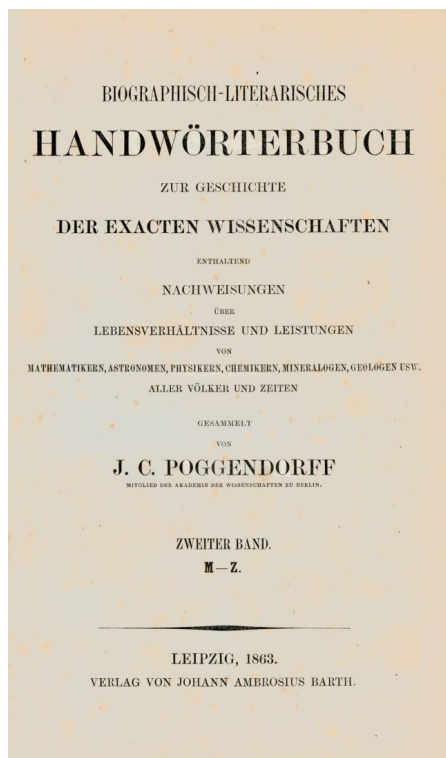 BIOGRAPHISCH-LITERARISCHES
HANDWÖRTERBUCH
ZUR GESCHICHTE
DER EXACTEN WISSENSCHAFTEN
ENTHALTEND
NACHWEISUNGEN
ÜBER
LEBENSVERHÄLTNISSE UND LEISTUNGEN
VON
MATHEMATIKERN, ASTRONOMEN, PHYSIKERN, CHEMIKERN, MINERALOGEN, GEOLOGEN USW.
ALLER VÖLKER UND ZEITEN
GESAMMELT
VON
J. C. POGGENDORFF
MITGLIED DER AKADEMIE DER WISSENSCHAFTEN ZU BERLIN.
ZWEITER BAND.
M—Z.
LEIPZIG, 1863.
VERLAG VON JOHANN AMBROSIUS BARTH.